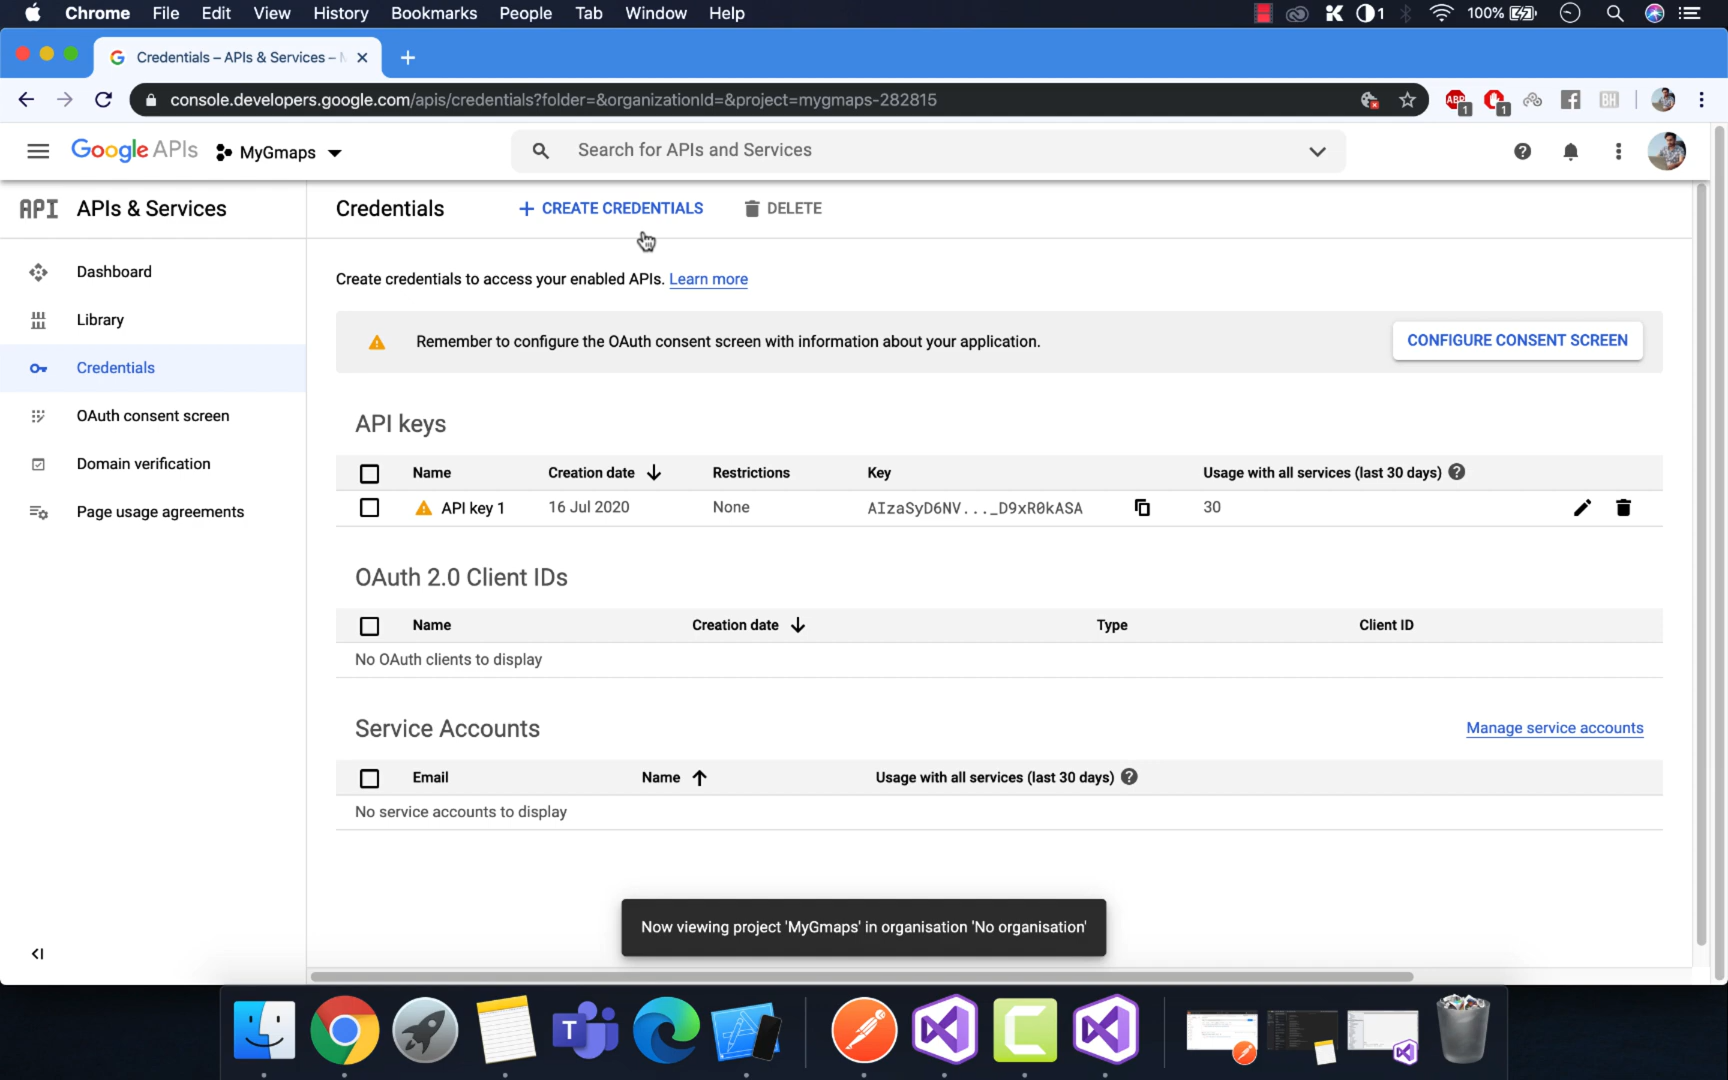 Chrome File Edit View History Bookmarks People Tab Window Help
K 1 100%
Credentials – APIs & Services –
console.developers.google.com/apis/credentials?folder=&organizationId=&project=mygmaps-282815
ABP 1 1 BH
Google APIs MyGmaps Search for APIs and Services
API APIs & Services
Credentials CREATE CREDENTIALS DELETE
Dashboard
Library
Credentials
OAuth consent screen
Domain verification
Page usage agreements
Create credentials to access your enabled APIs. Learn more
Remember to configure the OAuth consent screen with information about your application. CONFIGURE CONSENT SCREEN
API keys
Name Creation date Restrictions Key Usage with all services (last 30 days)
API key 1 16 Jul 2020 None AIzaSyD6NV..._D9xR0kASA 30
OAuth 2.0 Client IDs
Name Creation date Type Client ID
No OAuth clients to display
Service Accounts Manage service accounts
Email Name Usage with all services (last 30 days)
No service accounts to display
Now viewing project 'MyGmaps' in organisation 'No organisation'
T